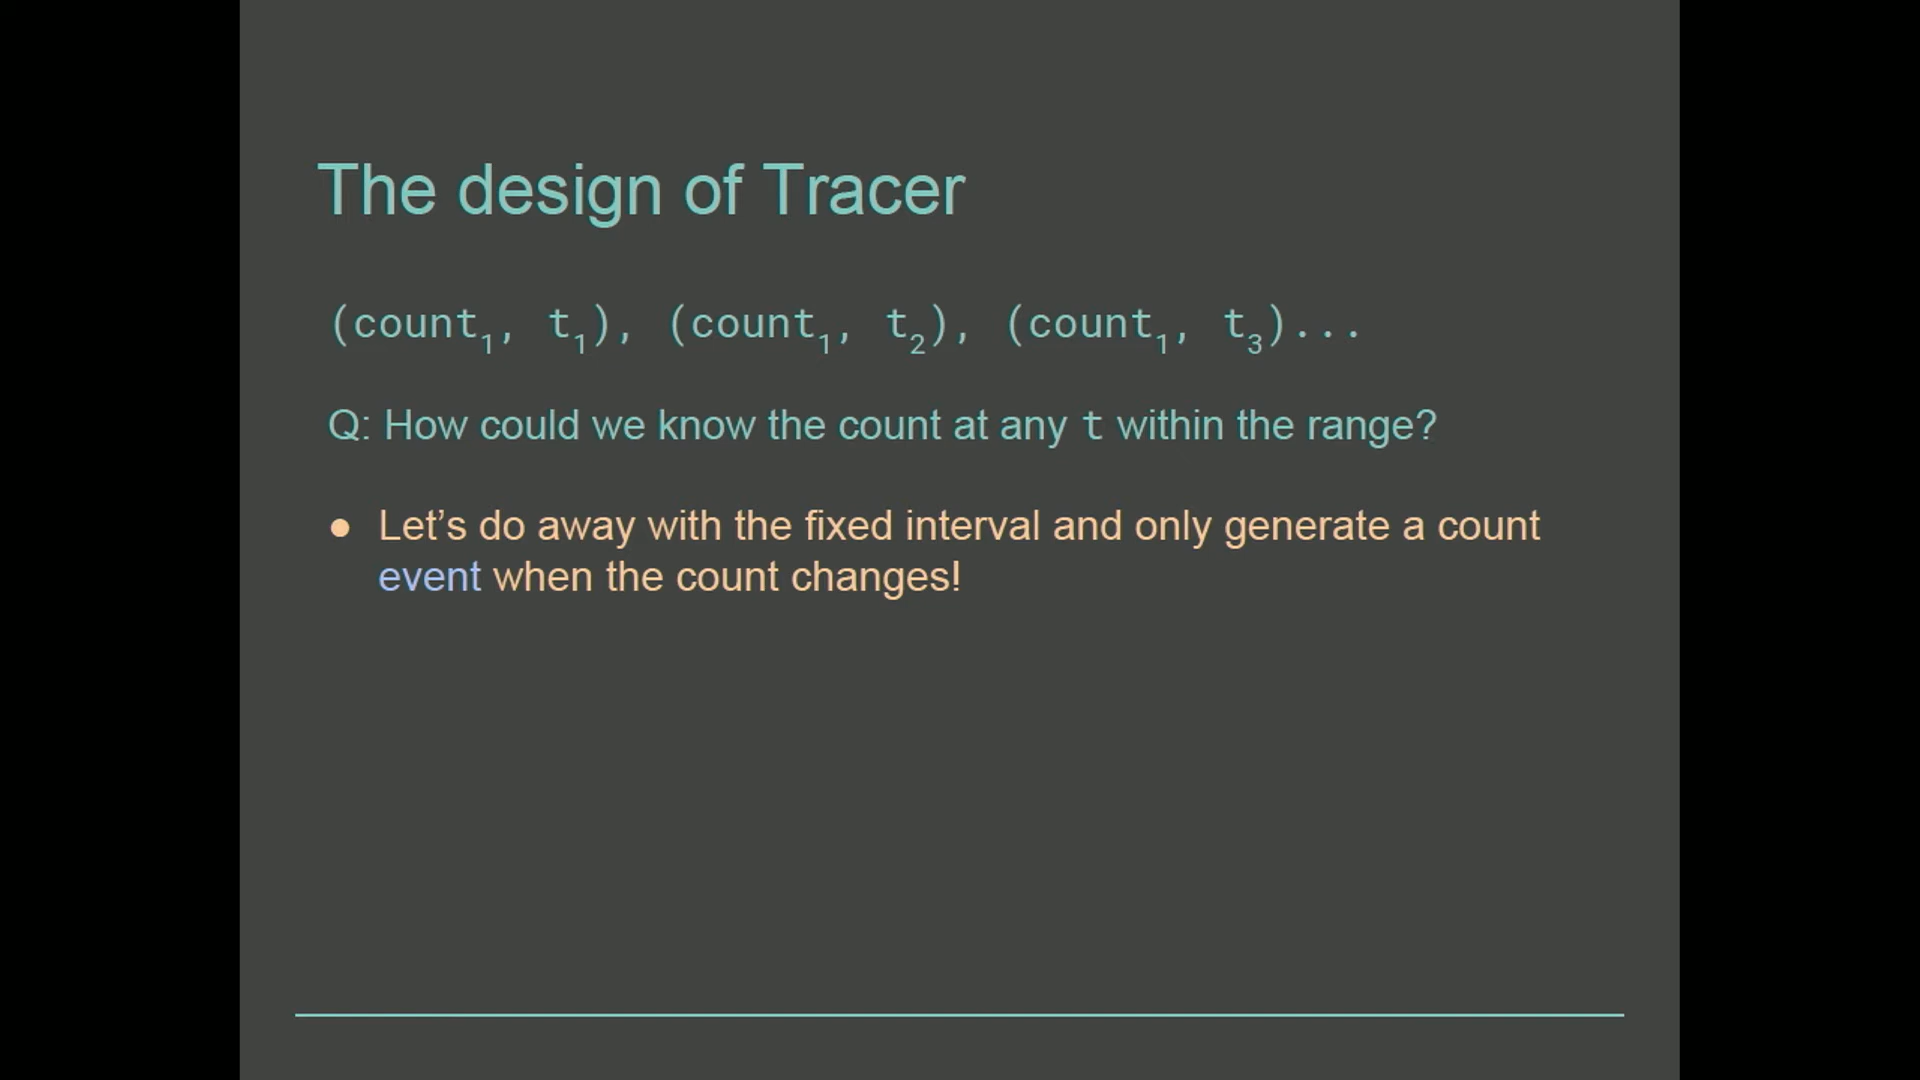 The design of Tracer
(count₁, t₁), (count₁, t₂), (count₁, t₃)...
Q: How could we know the count at any t within the range?
● Let’s do away with the fixed interval and only generate a count
event when the count changes!